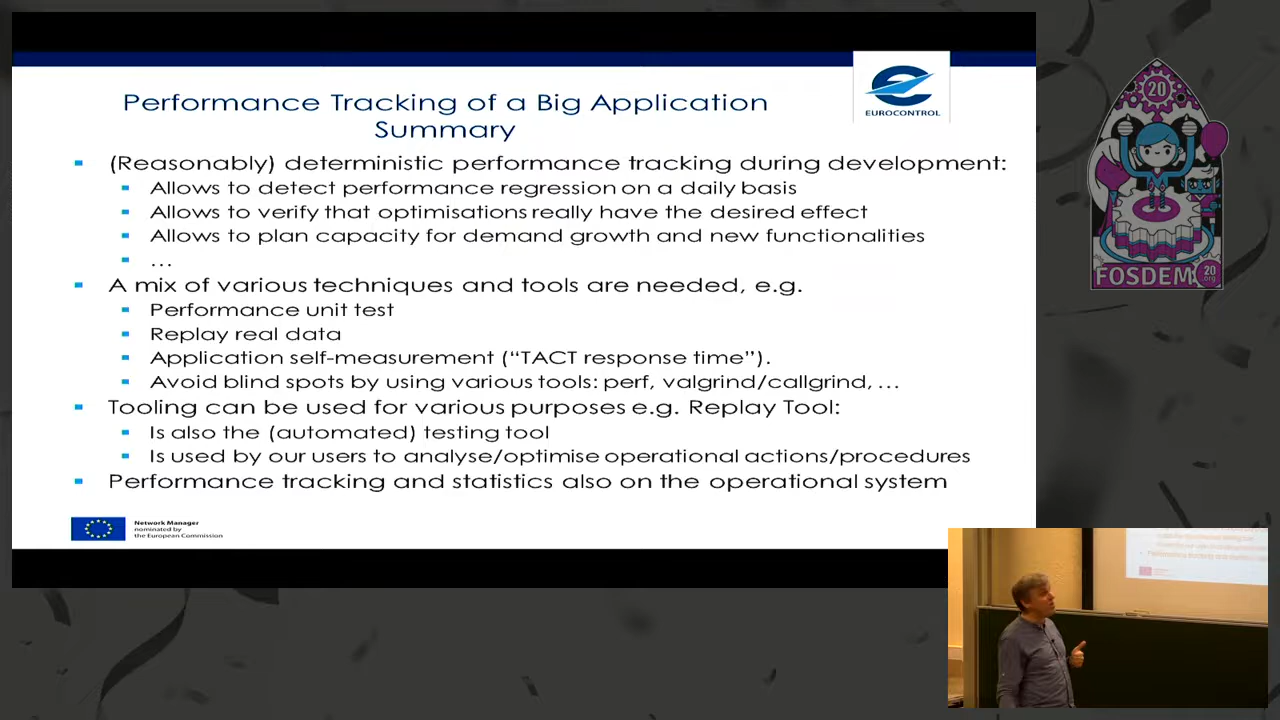 Performance Tracking of a Big Application
Summary
EUROCONTROL
(Reasonably) deterministic performance tracking during development:
Allows to detect performance regression on a daily basis
Allows to verify that optimisations really have the desired effect
Allows to plan capacity for demand growth and new functionalities
…
A mix of various techniques and tools are needed, e.g.
Performance unit test
Replay real data
Application self-measurement (“TACT response time”).
Avoid blind spots by using various tools: perf, valgrind/callgrind, …
Tooling can be used for various purposes e.g. Replay Tool:
Is also the (automated) testing tool
Is used by our users to analyse/optimise operational actions/procedures
Performance tracking and statistics also on the operational system
Network Manager
nominated by
the European Commission
20
FOSDEM
20
.org